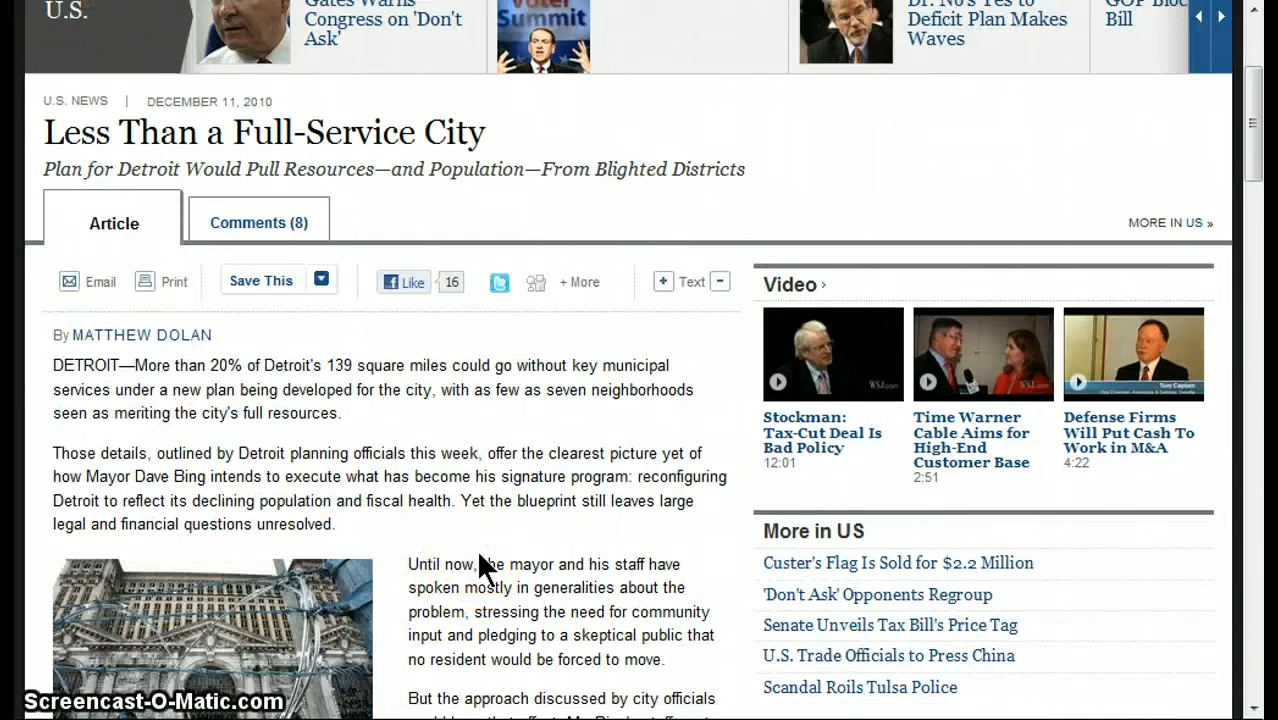 U.S.
Gates Warns
Congress on 'Don't
Ask'
Voter
Summit
Dr. No's Yes to
Deficit Plan Makes
Waves
GOP Bloc
Bill
U.S. NEWS | DECEMBER 11, 2010
Less Than a Full-Service City
Plan for Detroit Would Pull Resources—and Population—From Blighted Districts
Article
Comments (8)
MORE IN US »
Email
Print
Save This
Like
16
+ More
+ Text −
By MATTHEW DOLAN
DETROIT—More than 20% of Detroit's 139 square miles could go without key municipal
services under a new plan being developed for the city, with as few as seven neighborhoods
seen as meriting the city's full resources.
Those details, outlined by Detroit planning officials this week, offer the clearest picture yet of
how Mayor Dave Bing intends to execute what has become his signature program: reconfiguring
Detroit to reflect its declining population and fiscal health. Yet the blueprint still leaves large
legal and financial questions unresolved.
Until now, the mayor and his staff have
spoken mostly in generalities about the
problem, stressing the need for community
input and pledging to a skeptical public that
no resident would be forced to move.
But the approach discussed by city officials
Video ›
WSJ.com
WSJ.com
Tom Captain
Stockman:
Tax-Cut Deal Is
Bad Policy
12:01
Time Warner
Cable Aims for
High-End
Customer Base
2:51
Defense Firms
Will Put Cash To
Work in M&A
4:22
More in US
Custer's Flag Is Sold for $2.2 Million
'Don't Ask' Opponents Regroup
Senate Unveils Tax Bill's Price Tag
U.S. Trade Officials to Press China
Scandal Roils Tulsa Police
Screencast-O-Matic.com